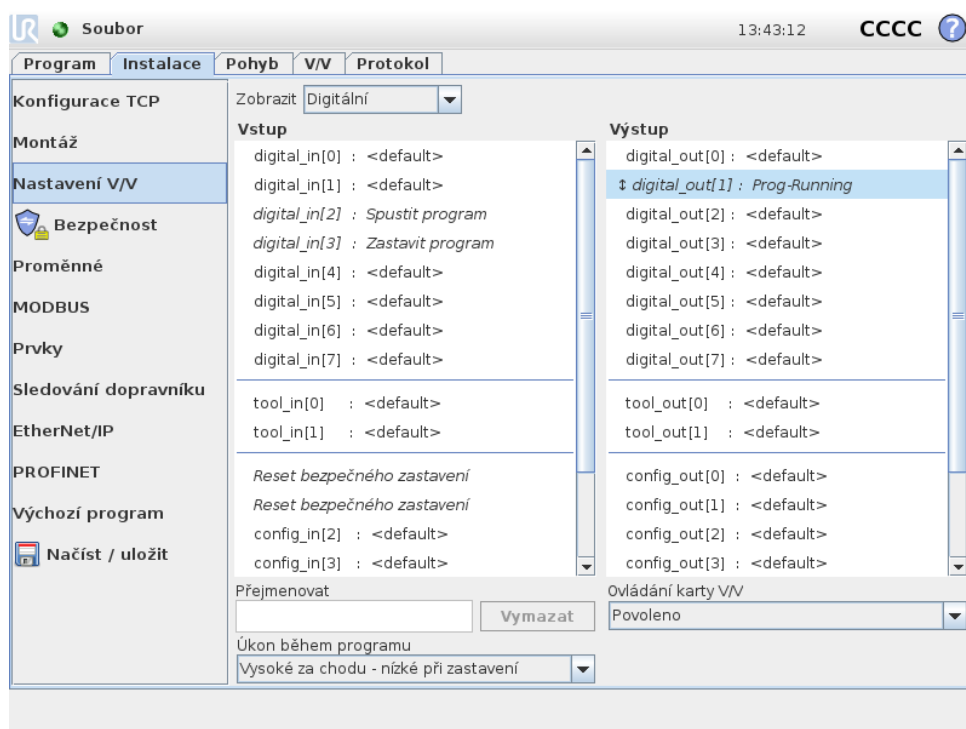 UR Soubor 13:43:12 CCCC ?
Program Instalace Pohyb V/V Protokol
Konfigurace TCP
Montáž
Nastavení V/V
Bezpečnost
Proměnné
MODBUS
Prvky
Sledování dopravníku
EtherNet/IP
PROFINET
Výchozí program
Načíst / uložit
Zobrazit Digitální
Vstup
digital_in[0] : <default>
digital_in[1] : <default>
digital_in[2] : Spustit program
digital_in[3] : Zastavit program
digital_in[4] : <default>
digital_in[5] : <default>
digital_in[6] : <default>
digital_in[7] : <default>
tool_in[0] : <default>
tool_in[1] : <default>
Reset bezpečného zastavení
Reset bezpečného zastavení
config_in[2] : <default>
config_in[3] : <default>
Výstup
digital_out[0] : <default>
↕ digital_out[1] : Prog-Running
digital_out[2] : <default>
digital_out[3] : <default>
digital_out[4] : <default>
digital_out[5] : <default>
digital_out[6] : <default>
digital_out[7] : <default>
tool_out[0] : <default>
tool_out[1] : <default>
config_out[0] : <default>
config_out[1] : <default>
config_out[2] : <default>
config_out[3] : <default>
Přejmenovat
Vymazat
Úkon během programu
Vysoké za chodu - nízké při zastavení
Ovládání karty V/V
Povoleno